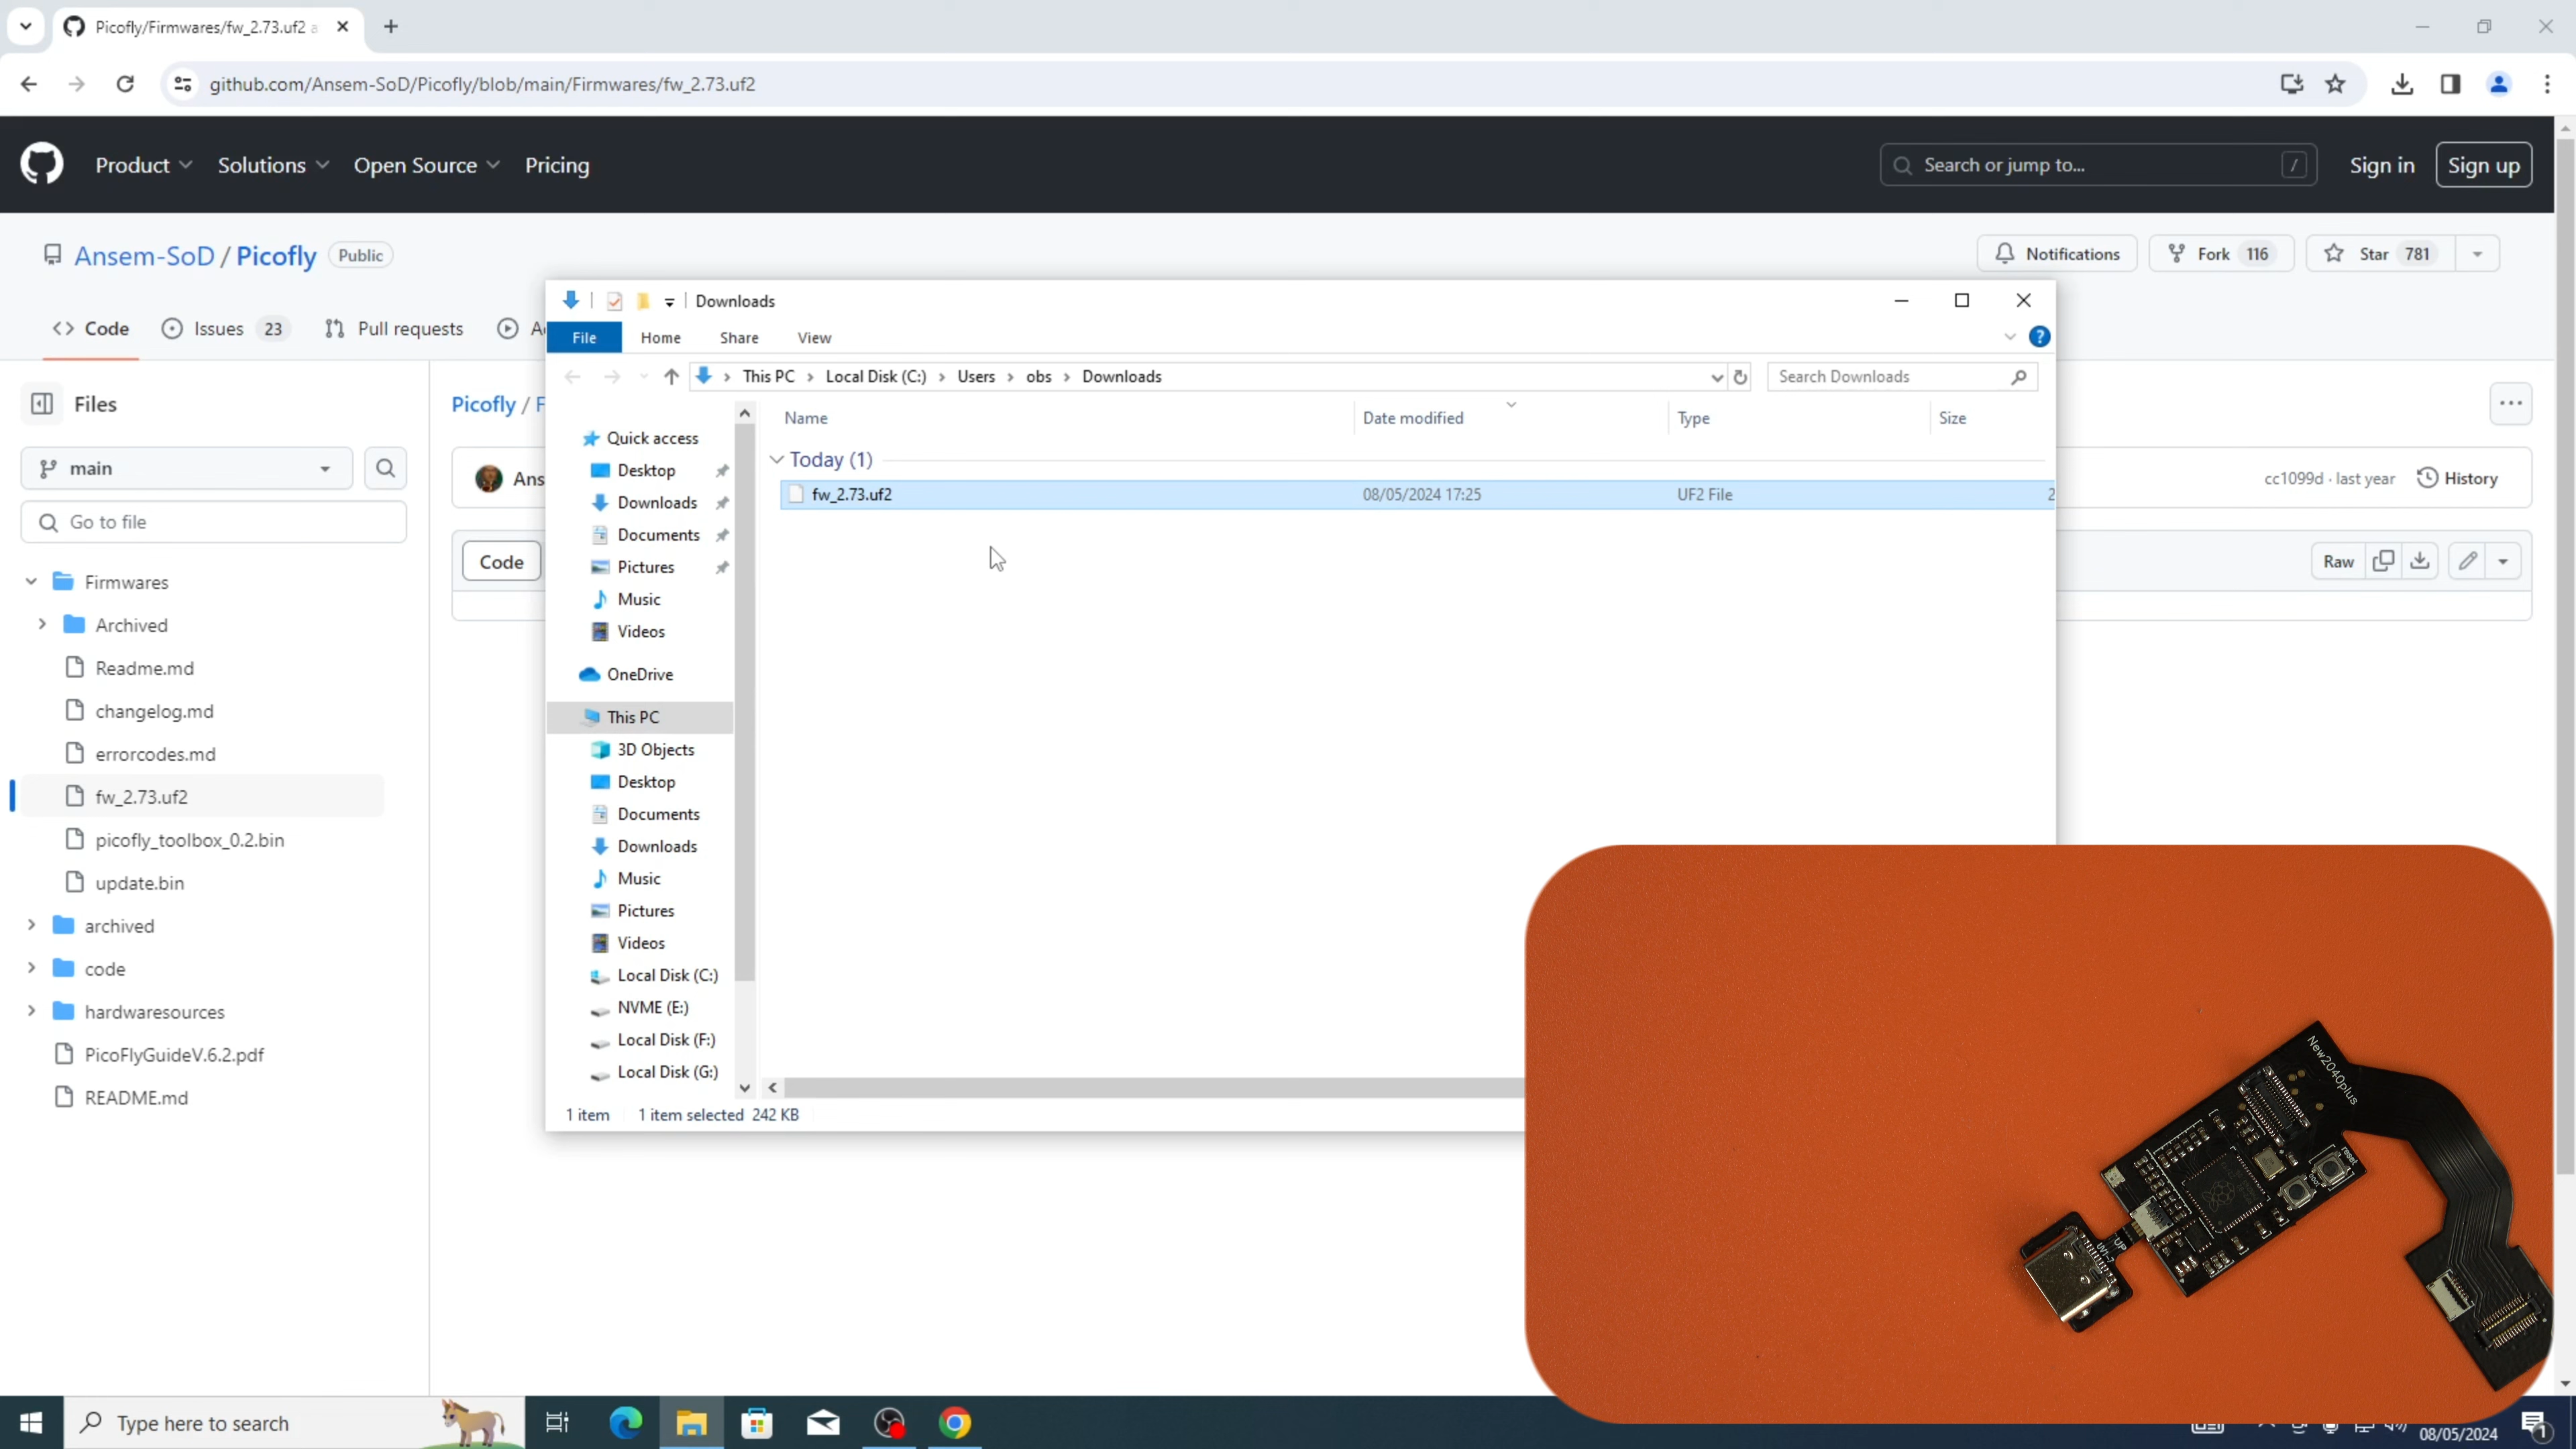 Picofly/Firmwares/fw_2.73.uf2 a
github.com/Ansem-SoD/Picofly/blob/main/Firmwares/fw_2.73.uf2
Product Solutions Open Source Pricing Search or jump to... / Sign in Sign up
Ansem-SoD / Picofly Public Notifications Fork 116 Star 781
Code Issues 23 Pull requests
Downloads
File Home Share View
This PC > Local Disk (C:) > Users > obs > Downloads Search Downloads
Files
Picofly / F
Name Date modified Type Size
Quick access
Today (1)
main
Ans
cc1099d · last year History
Desktop
fw_2.73.uf2 08/05/2024 17:25 UF2 File 2
Downloads
Go to file
Documents
Code
Raw
Pictures
Firmwares
Music
Archived
Videos
Readme.md
OneDrive
changelog.md
This PC
errorcodes.md
3D Objects
fw_2.73.uf2
Desktop
picofly_toolbox_0.2.bin
Documents
update.bin
Downloads
archived
Music
code
Pictures
hardwaresources
Videos
PicoFlyGuideV.6.2.pdf
Local Disk (C:)
README.md
NVME (E:)
Local Disk (F:)
Local Disk (G:)
1 item 1 item selected 242 KB
New2040plus
reset
UP
Type here to search
08/05/2024
1